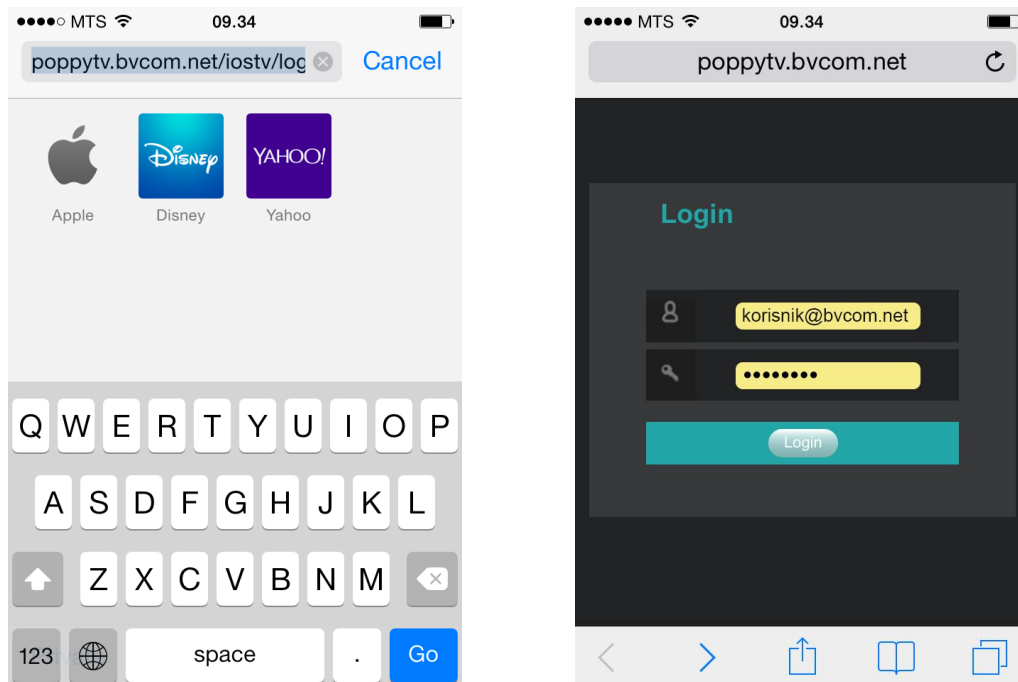 MTS 09.34
poppytv.bvcom.net/iostv/log
Cancel
DISNEY
YAHOO!
Apple Disney Yahoo
Q W E R T Y U I O P
A S D F G H J K L
Z X C V B N M
123 space . Go
MTS 09.34
poppytv.bvcom.net
Login
korisnik@bvcom.net
Login